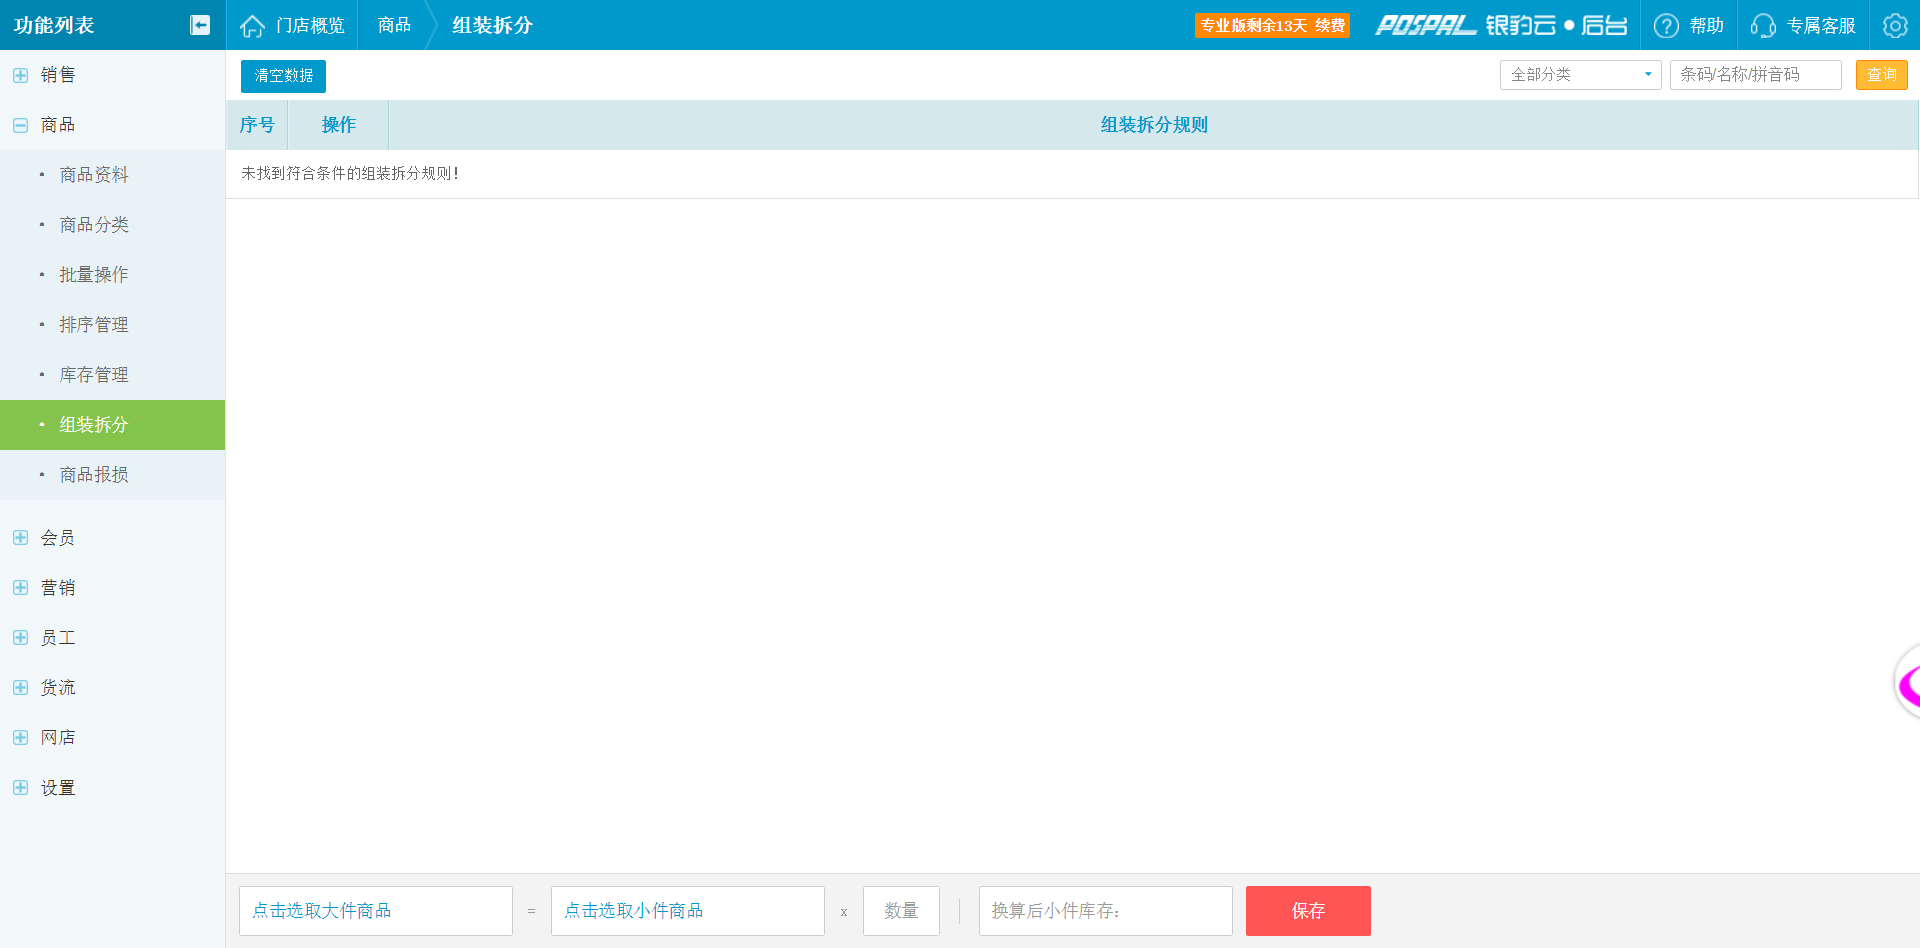 功能列表
门店概览
商品
组装拆分
专业版剩余13天 续费
POSPAL 银豹云●后台
帮助
专属客服
销售
商品
• 商品资料
• 商品分类
• 批量操作
• 排序管理
• 库存管理
• 组装拆分
• 商品报损
会员
营销
员工
货流
网店
设置
清空数据
全部分类
条码/名称/拼音码
查询
序号
操作
组装拆分规则
未找到符合条件的组装拆分规则!
点击选取大件商品
=
点击选取小件商品
x
数量
换算后小件库存:
保存